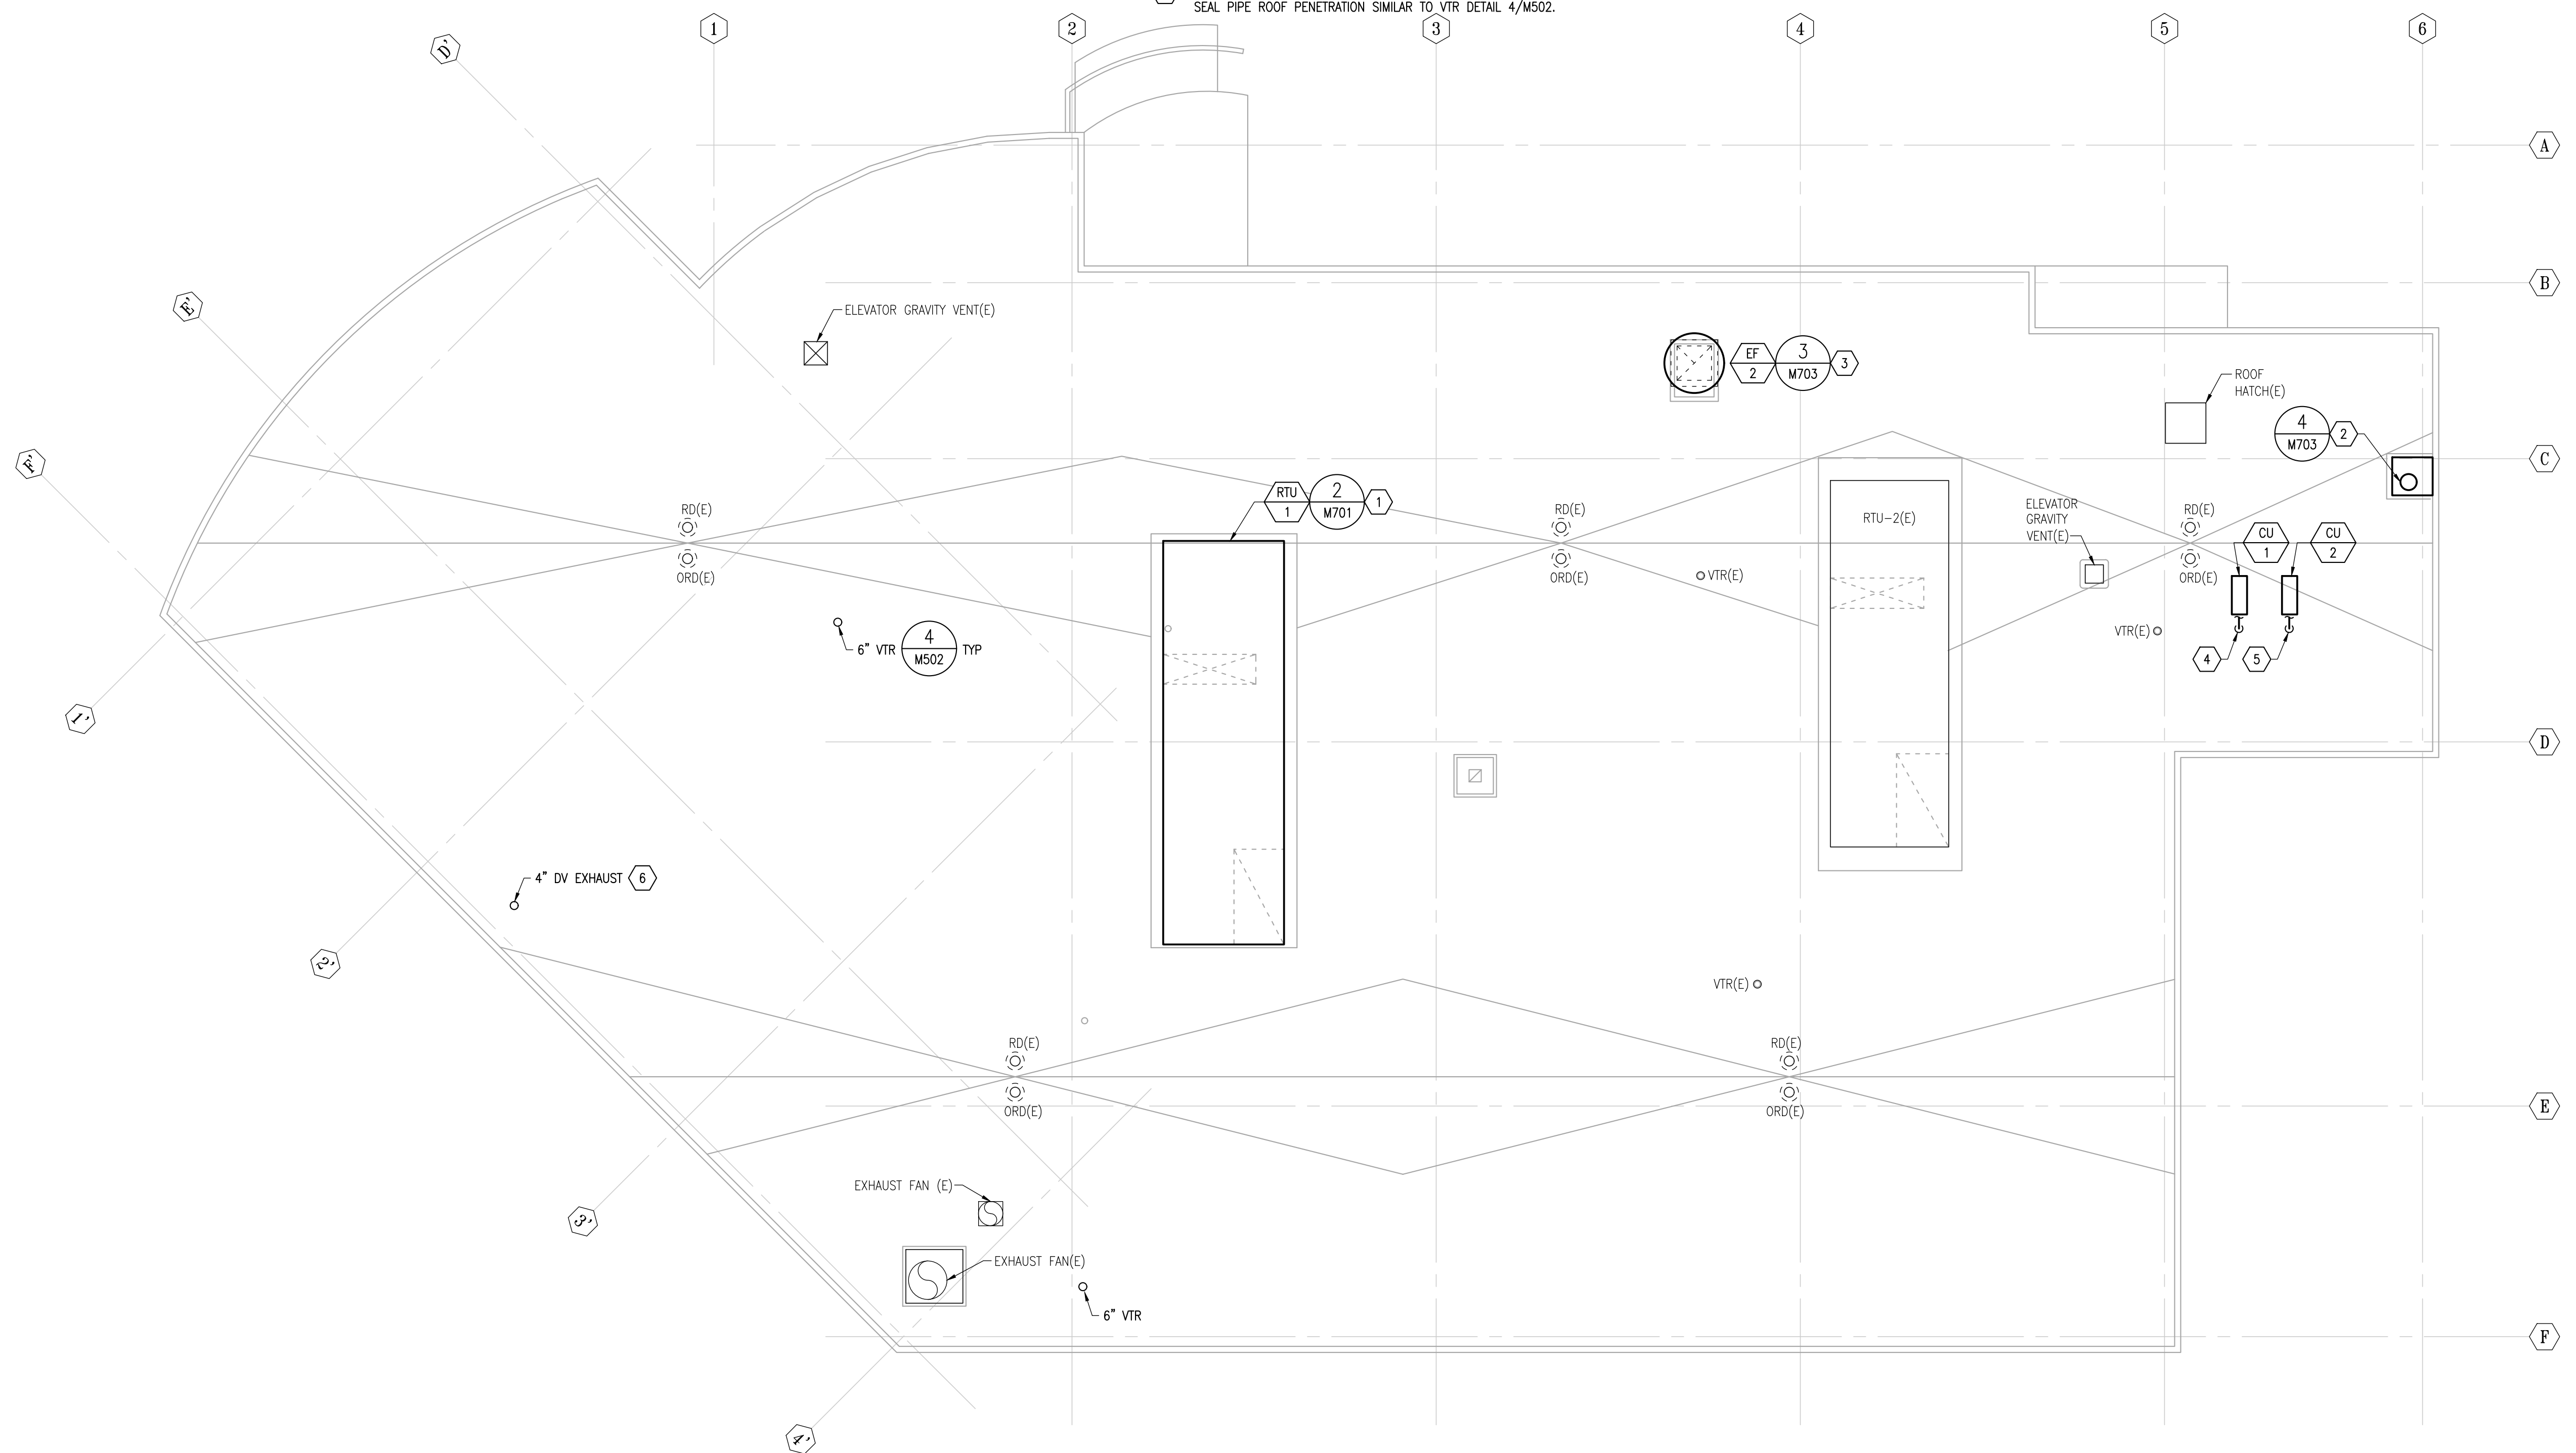 SEAL PIPE ROOF PENETRATION SIMILAR TO VTR DETAIL 4/M502.
1
2
3
4
5
6
D'
A
E'
B
ELEVATOR GRAVITY VENT(E)
EF
2
3
M703
3
ROOF
HATCH(E)
4
M703
2
F'
C
RTU
1
2
M701
1
RD(E)
ORD(E)
RD(E)
ORD(E)
RTU-2(E)
ELEVATOR
GRAVITY
VENT(E)
RD(E)
ORD(E)
CU
1
CU
2
VTR(E)
VTR(E)
4
5
6" VTR
4
M502
TYP
1'
D
4" DV EXHAUST
6
2'
VTR(E)
RD(E)
ORD(E)
RD(E)
ORD(E)
E
EXHAUST FAN (E)
3'
EXHAUST FAN(E)
6" VTR
F
4'